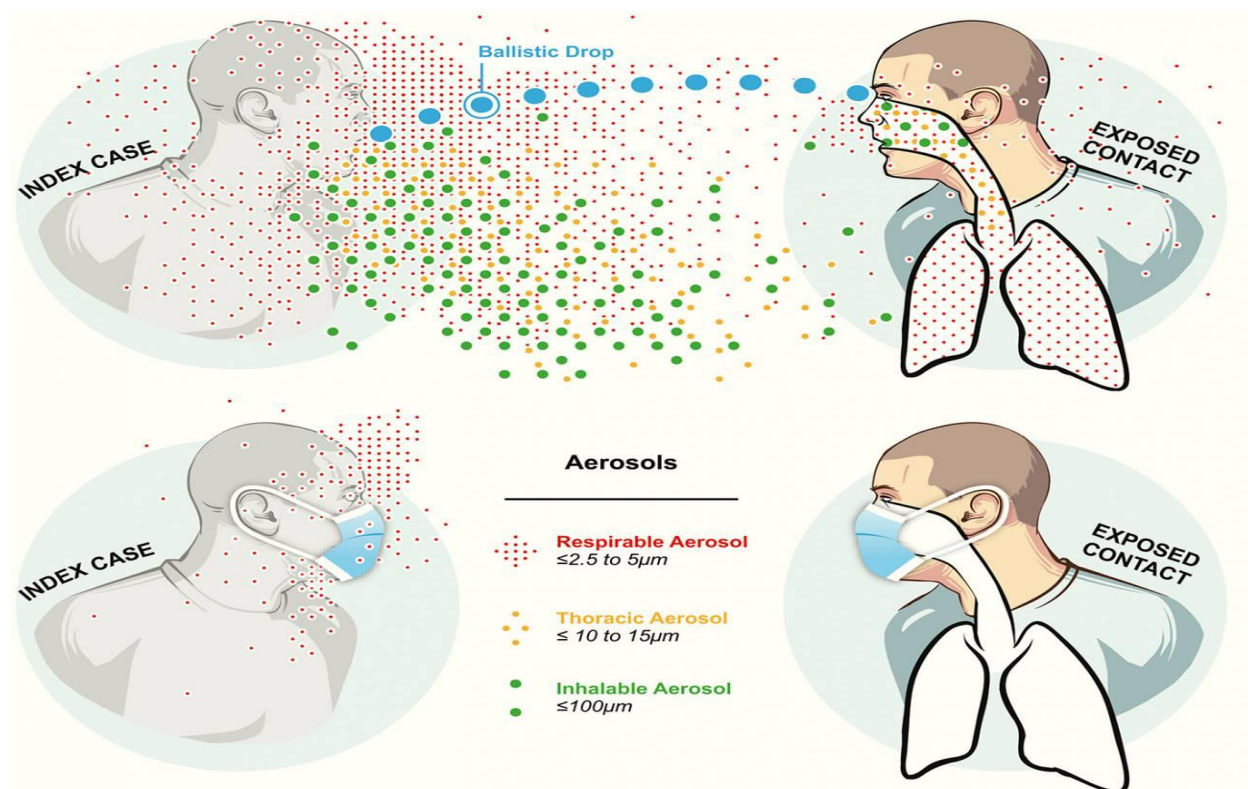 Ballistic Drop
INDEX CASE
EXPOSED
CONTACT
Aerosols
INDEX CASE
Respirable Aerosol
≤2.5 to 5μm
Thoracic Aerosol
≤ 10 to 15μm
Inhalable Aerosol
≤100μm
EXPOSED
CONTACT